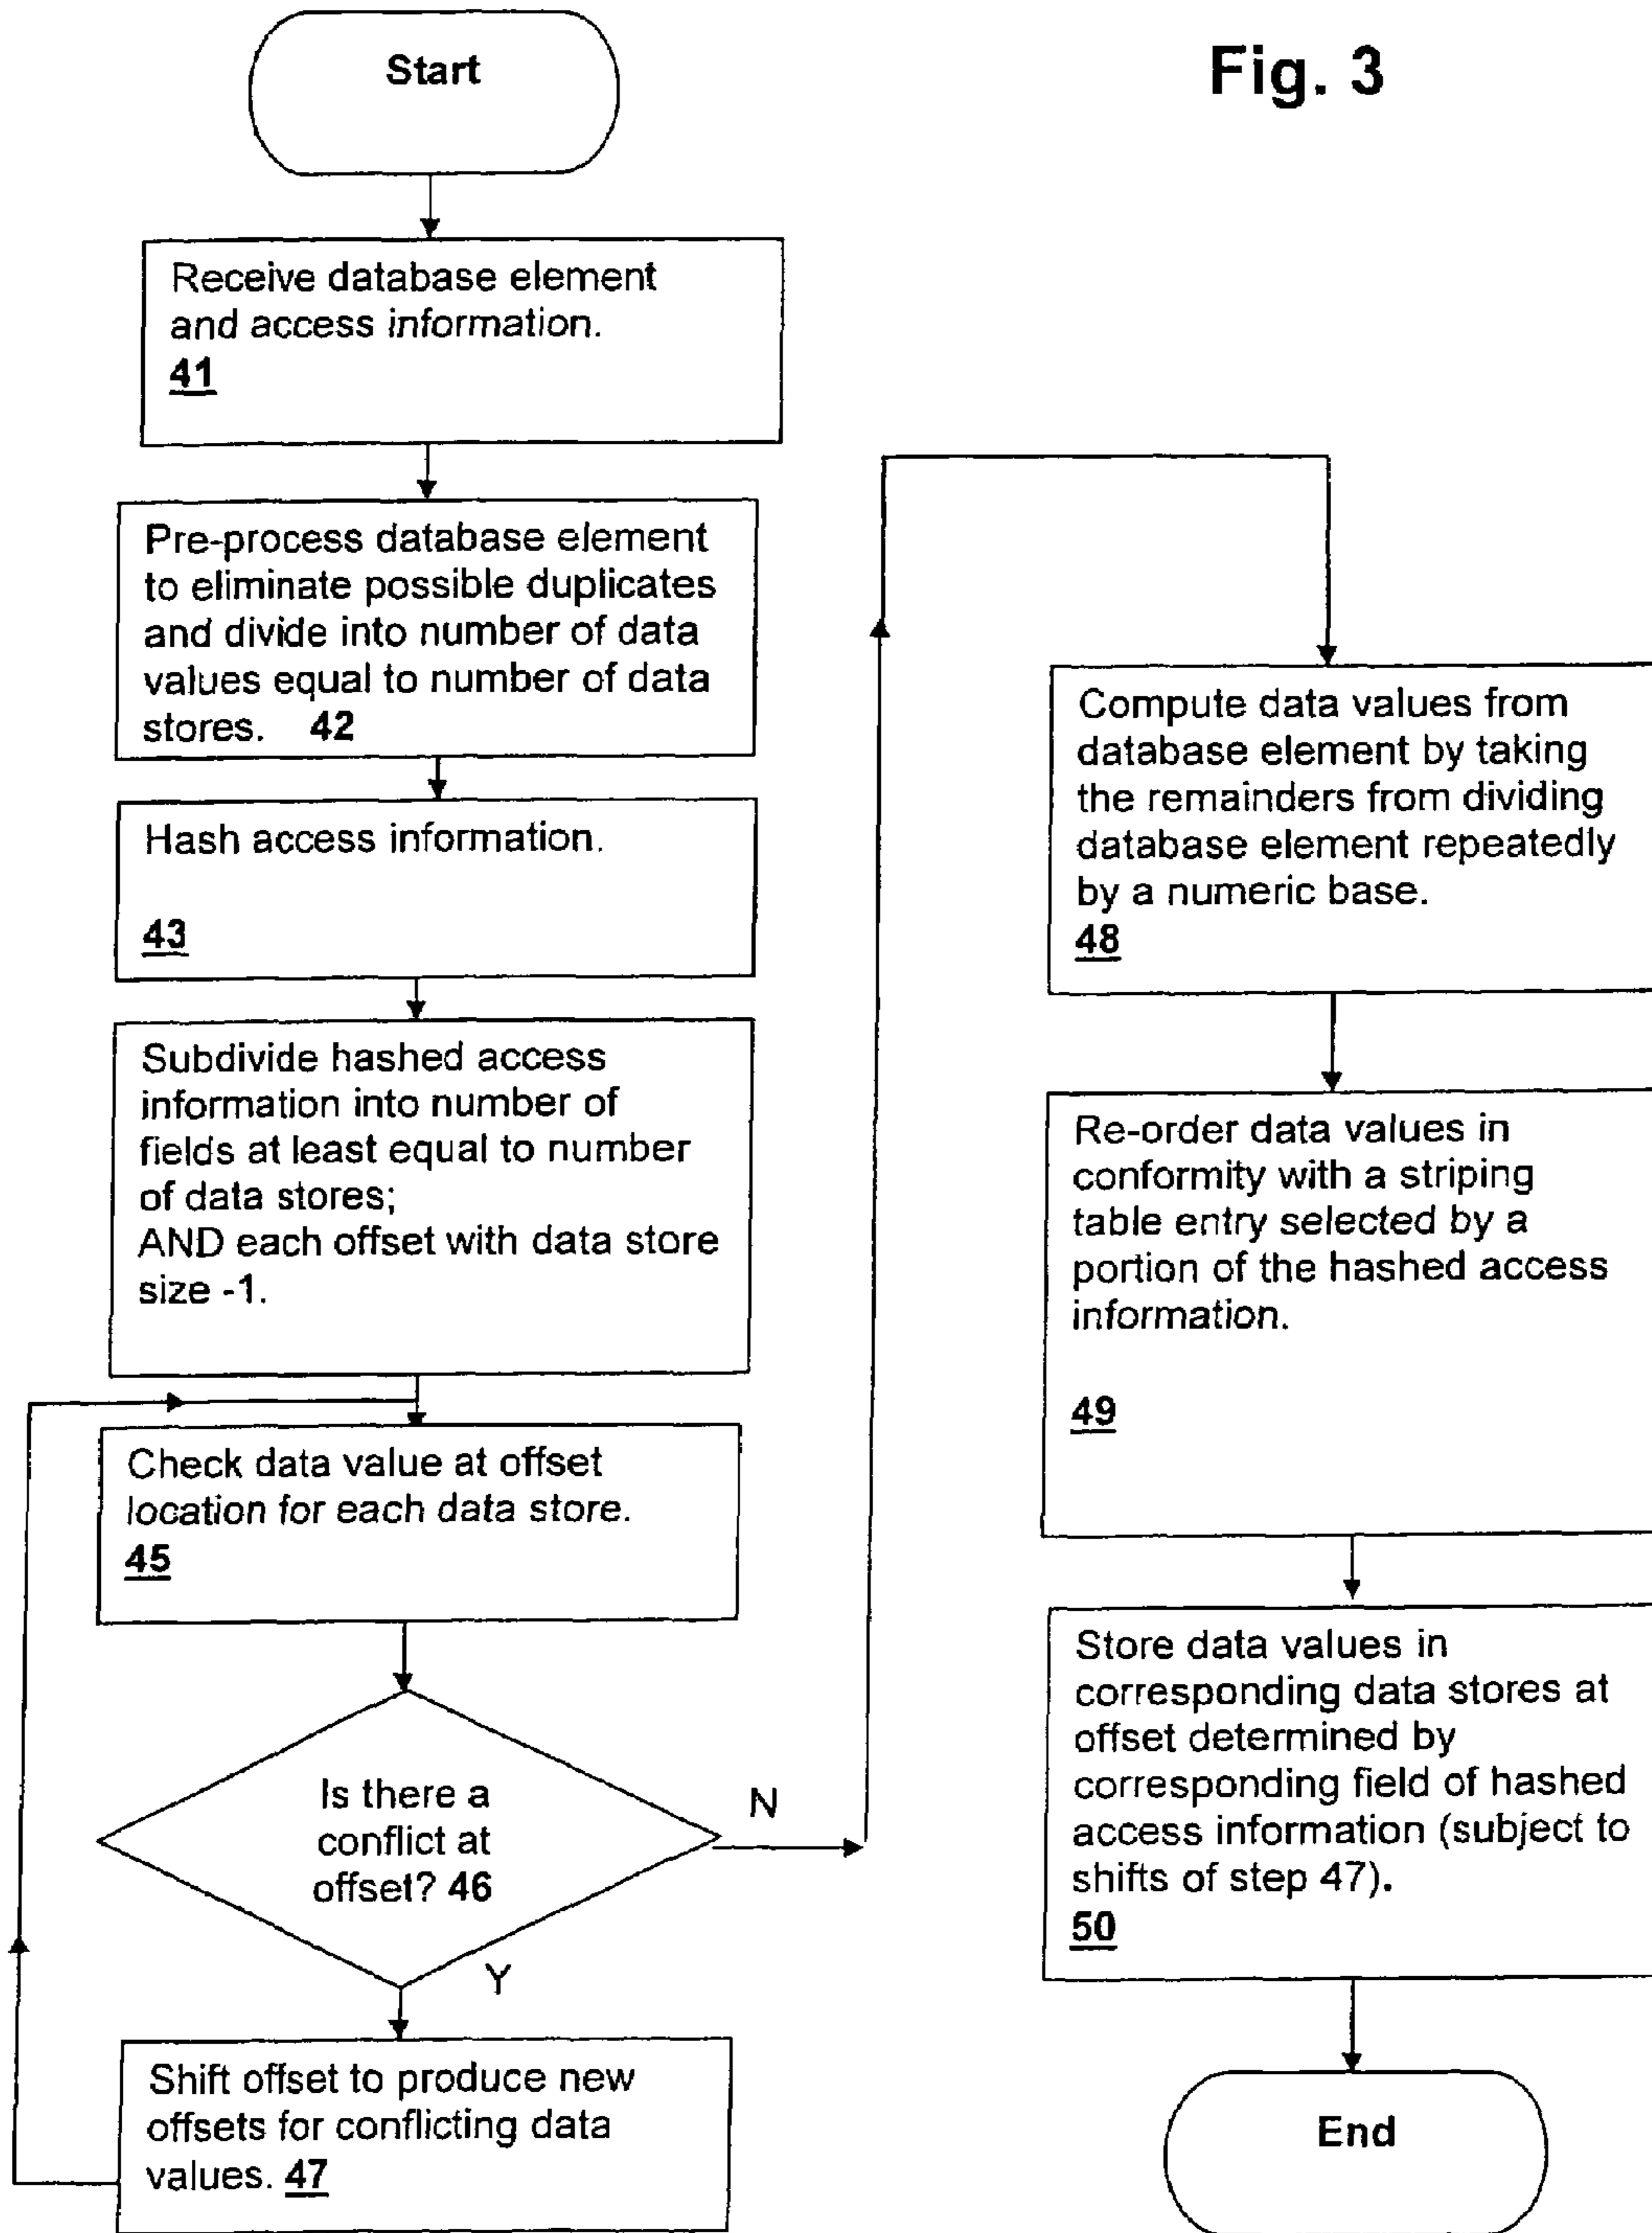 Fig. 3
Start
Receive database element
and access information.
41
Pre-process database element
to eliminate possible duplicates
and divide into number of data
values equal to number of data
stores. 42
Hash access information.
43
Subdivide hashed access
information into number of
fields at least equal to number
of data stores;
AND each offset with data store
size -1.
Check data value at offset
location for each data store.
45
Is there a
conflict at
offset? 46
N
Y
Shift offset to produce new
offsets for conflicting data
values. 47
Compute data values from
database element by taking
the remainders from dividing
database element repeatedly
by a numeric base.
48
Re-order data values in
conformity with a striping
table entry selected by a
portion of the hashed access
information.
49
Store data values in
corresponding data stores at
offset determined by
corresponding field of hashed
access information (subject to
shifts of step 47).
50
End